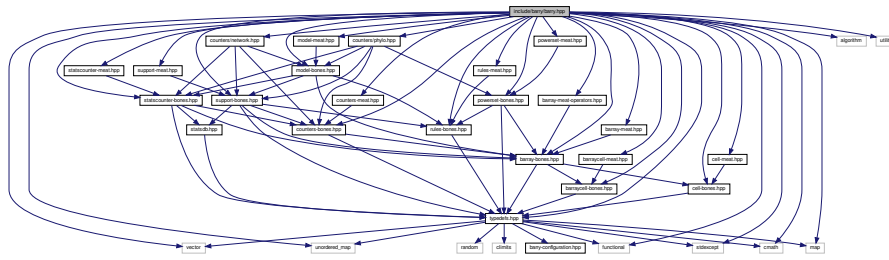 include/barry/barry.hpp
counters/network.hpp
model-meat.hpp
counters/phylo.hpp
powerset-meat.hpp
algorithm
utility
statscounter-meat.hpp
support-meat.hpp
model-bones.hpp
rules-meat.hpp
statscounter-bones.hpp
support-bones.hpp
counters-meat.hpp
powerset-bones.hpp
barray-meat-operators.hpp
statsdb.hpp
counters-bones.hpp
rules-bones.hpp
barray-meat.hpp
barray-bones.hpp
barraycell-meat.hpp
cell-meat.hpp
barraycell-bones.hpp
cell-bones.hpp
typedefs.hpp
vector
unordered_map
random
climits
barry-configuration.hpp
functional
stdexcept
cmath
map